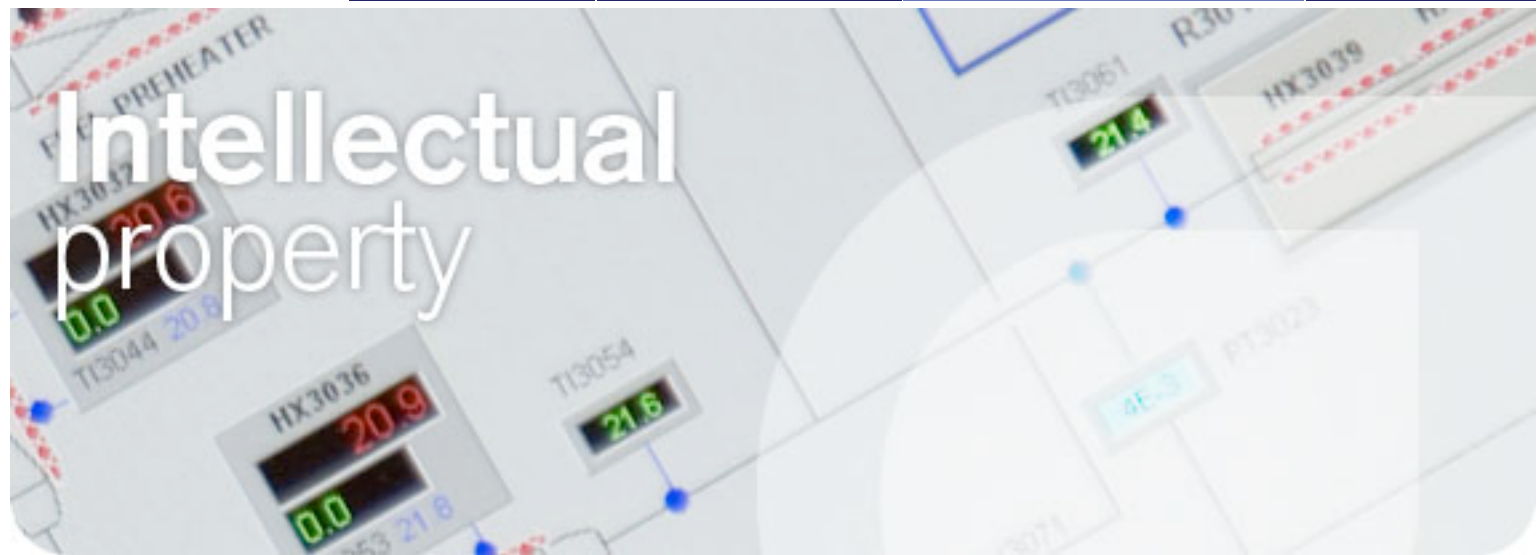 Intellectual
property
PREHEATER
HX3032
20.6
0.0
TI3044 20.8
HX3036
20.9
0.0
21.8
TI3054
21.6
TI3061
21.4
HX3039
PT3023
4E-3